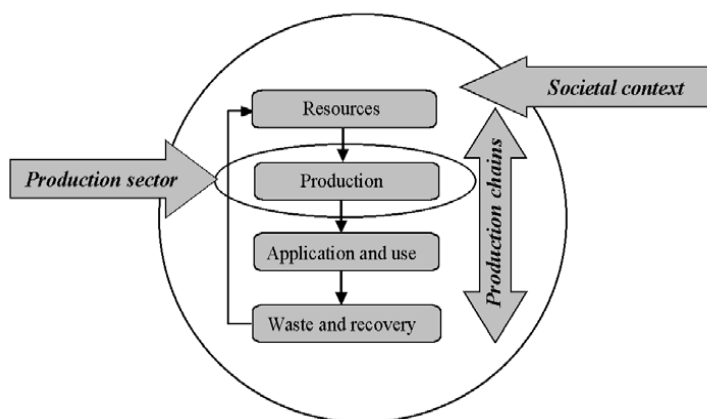 Societal context
Resources
Production sector
Production
Production chains
Application and use
Waste and recovery